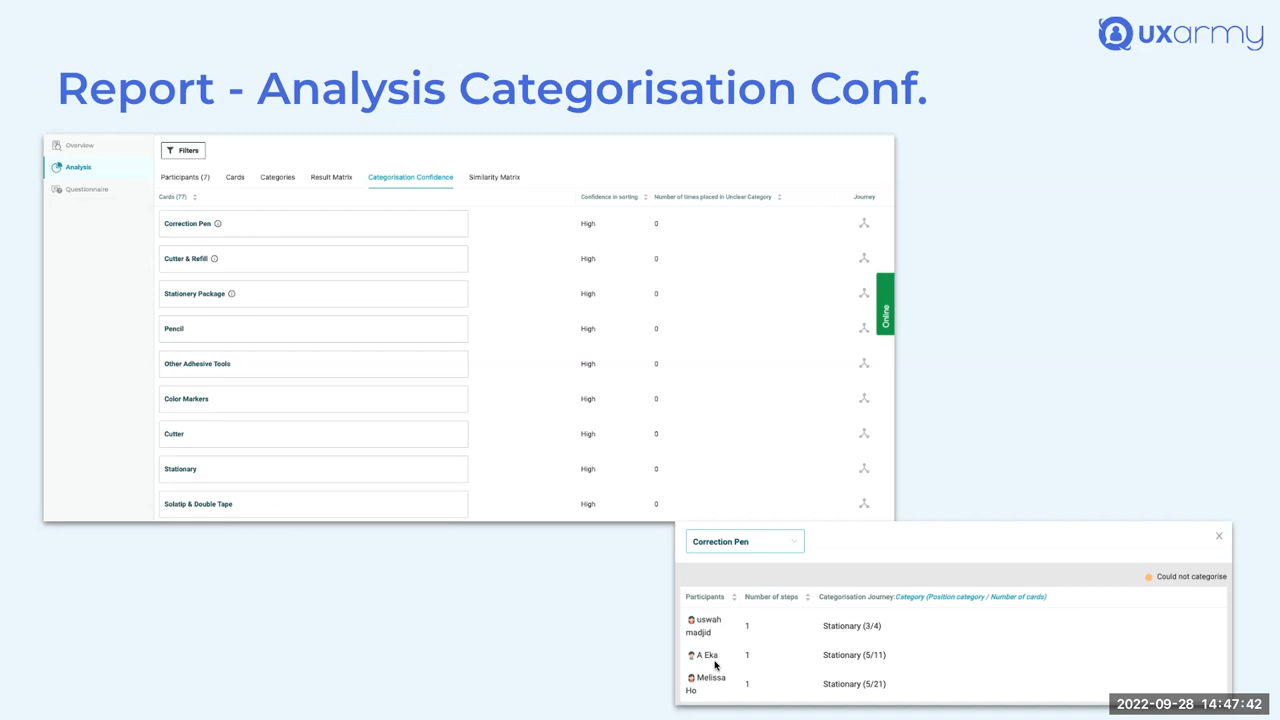 UXarmy
Report - Analysis Categorisation Conf.
Overview
Analysis
Questionnaire
Filters
Participants (7) Cards Categories Result Matrix Categorisation Confidence Similarity Matrix
Cards (77) Confidence in sorting Number of times placed in Unclear Category Journey
Correction Pen High 0
Cutter & Refill High 0
Stationery Package High 0
Pencil High 0
Other Adhesive Tools High 0
Color Markers High 0
Cutter High 0
Stationary High 0
Solatip & Double Tape High 0
Online
Correction Pen
Could not categorise
Participants Number of steps Categorisation Journey:Category (Position category / Number of cards)
uswah madjid 1 Stationary (3/4)
A Eka 1 Stationary (5/11)
Melissa Ho 1 Stationary (5/21)
2022-09-28 14:47:42